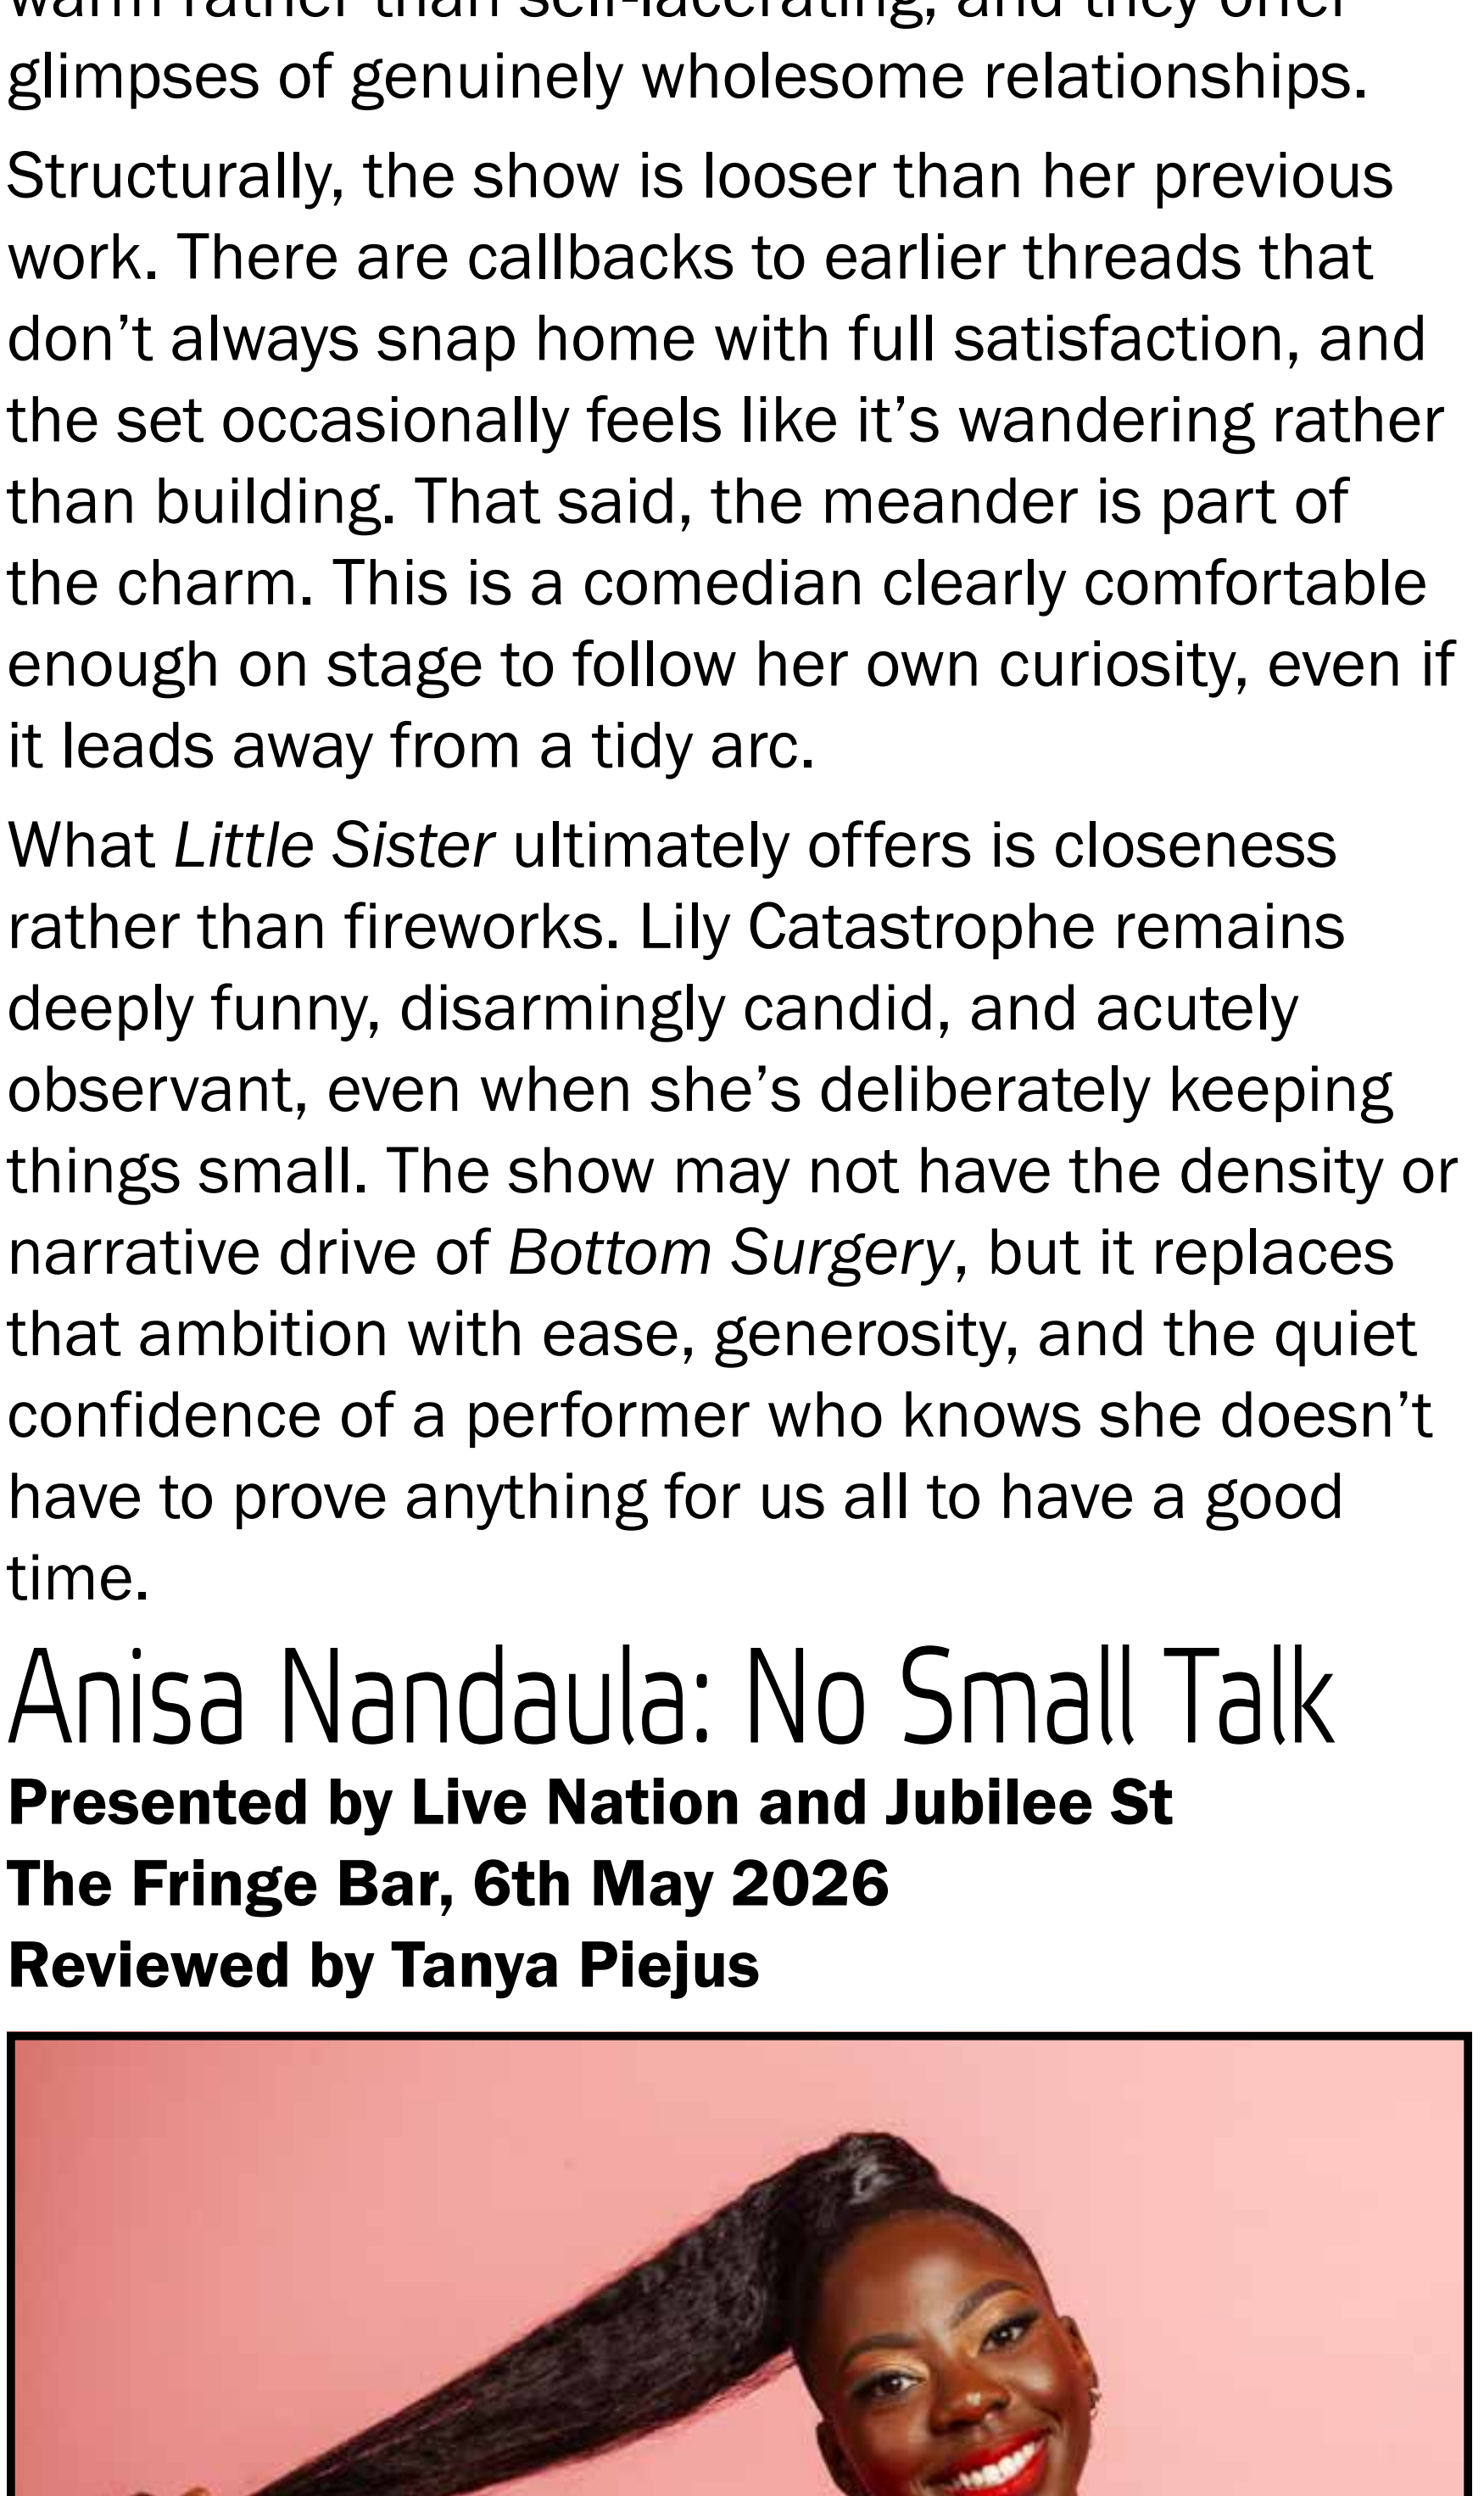 warm rather than self-lacerating, and they offer
glimpses of genuinely wholesome relationships.
Structurally, the show is looser than her previous
work. There are callbacks to earlier threads that
don’t always snap home with full satisfaction, and
the set occasionally feels like it’s wandering rather
than building. That said, the meander is part of
the charm. This is a comedian clearly comfortable
enough on stage to follow her own curiosity, even if
it leads away from a tidy arc.
What Little Sister ultimately offers is closeness
rather than fireworks. Lily Catastrophe remains
deeply funny, disarmingly candid, and acutely
observant, even when she’s deliberately keeping
things small. The show may not have the density or
narrative drive of Bottom Surgery, but it replaces
that ambition with ease, generosity, and the quiet
confidence of a performer who knows she doesn’t
have to prove anything for us all to have a good
time.
Anisa Nandaula: No Small Talk
Presented by Live Nation and Jubilee St
The Fringe Bar, 6th May 2026
Reviewed by Tanya Piejus